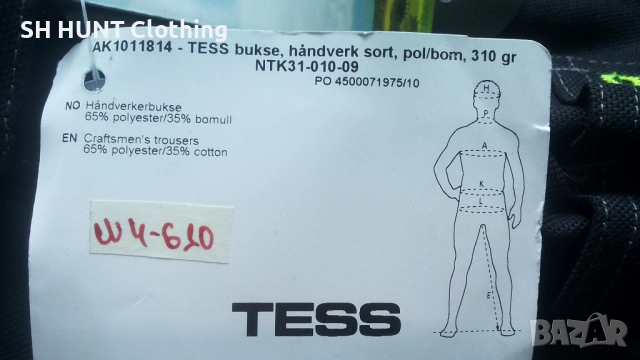 SH HUNT Clothing
AK1011814 - TESS bukse, håndverk sort, pol/bom, 310 gr
NTK31-010-09
PO 4500071975/10
NO Håndverkerbukse
65% polyester/35% bomull
EN Craftsmen's trousers
65% polyester/35% cotton
H
P
A
K
L
E
W4-620
TESS
BAZAR